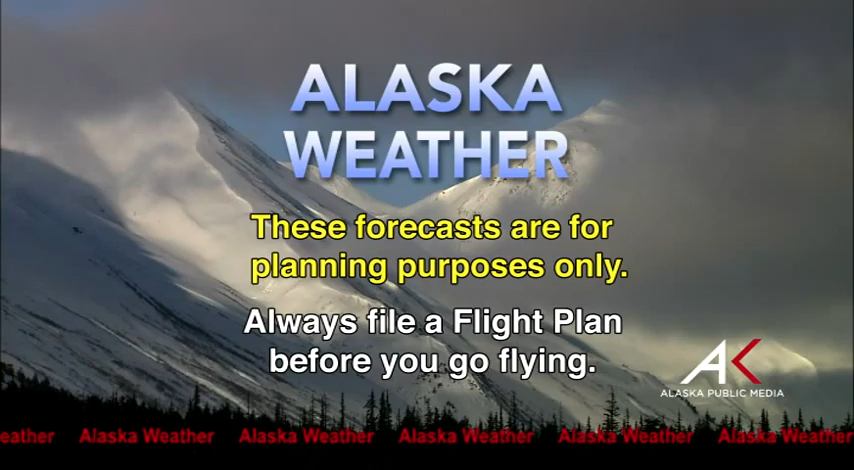 ALASKA
WEATHER
These forecasts are for
planning purposes only.
Always file a Flight Plan
before you go flying.
AK
ALASKA PUBLIC MEDIA
eather Alaska Weather Alaska Weather Alaska Weather Alaska Weather Alaska Weather